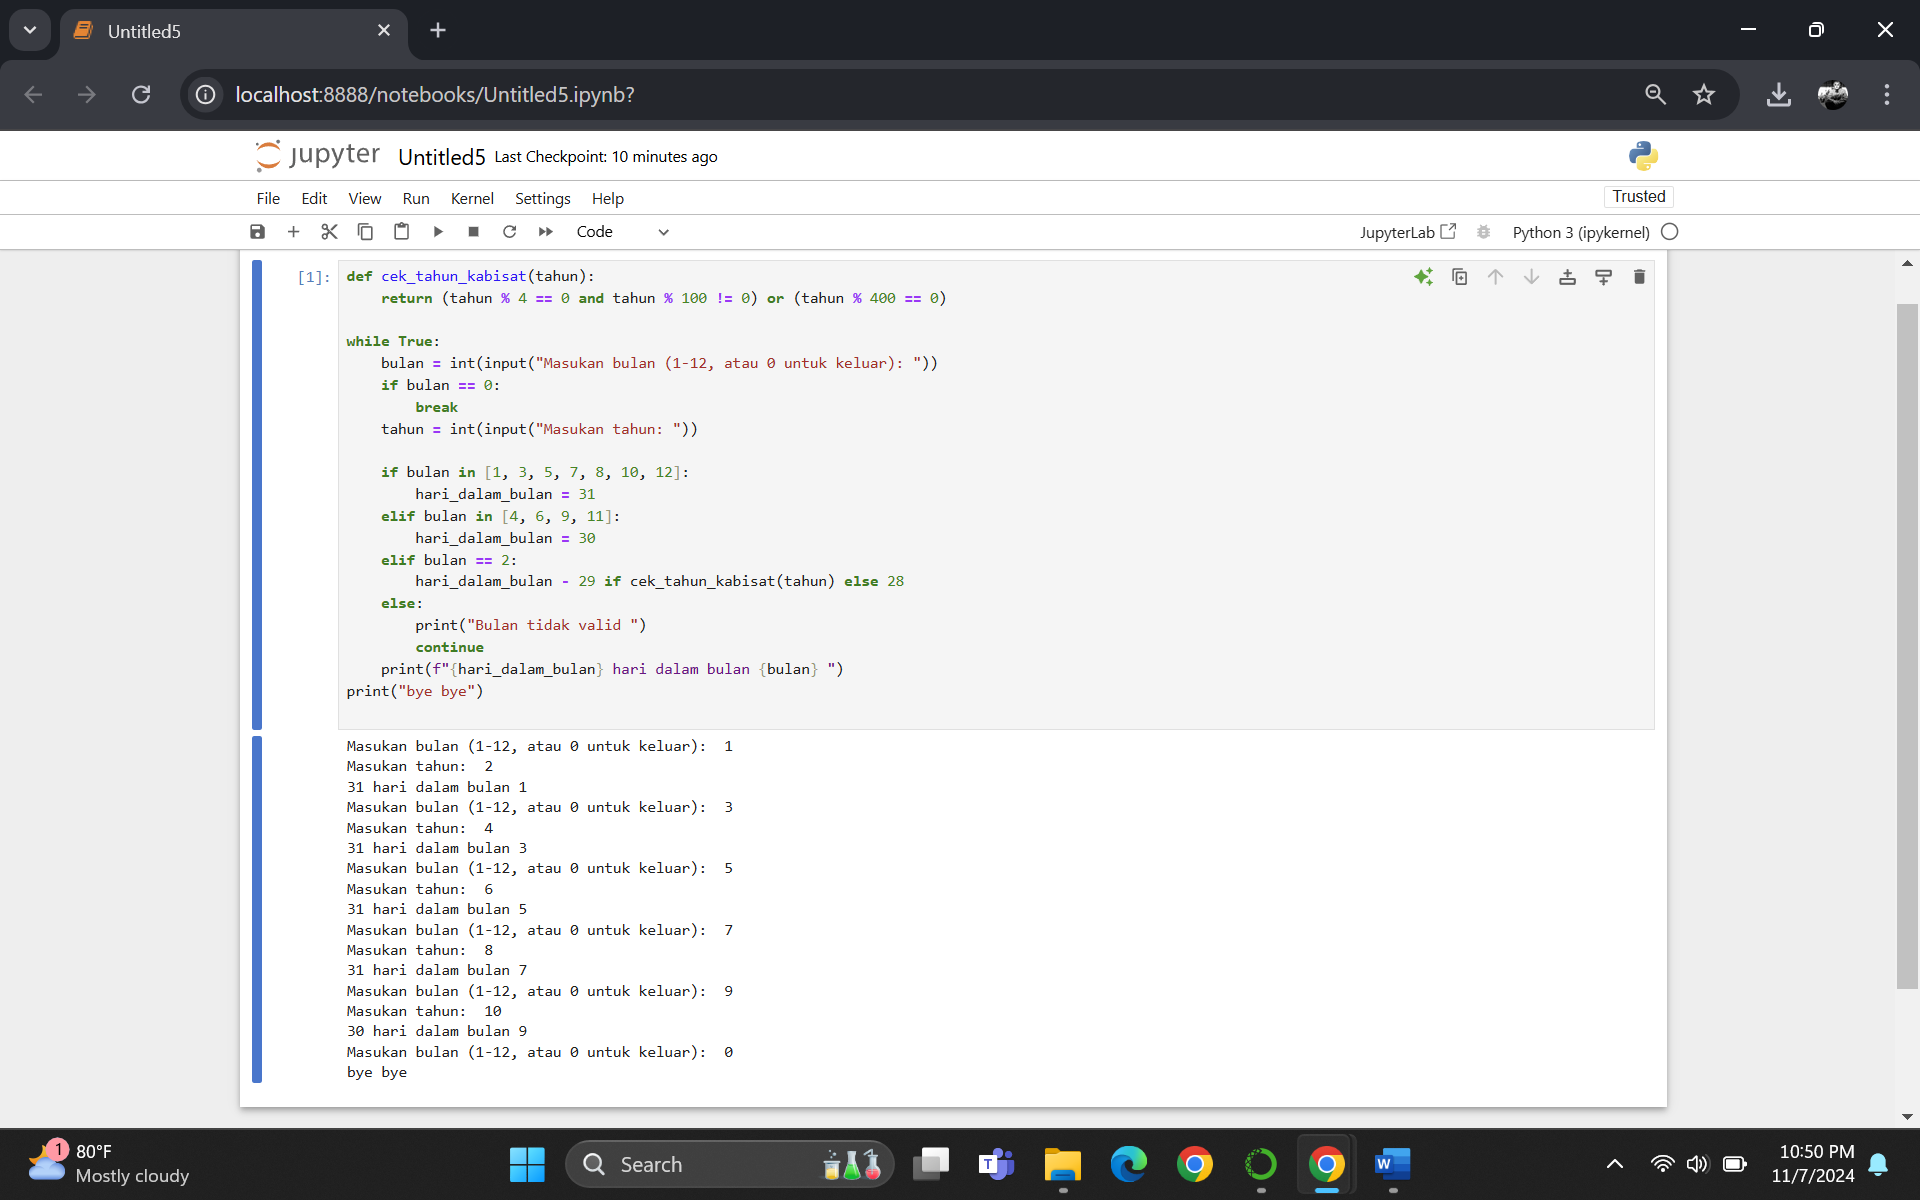 Untitled5
localhost:8888/notebooks/Untitled5.ipynb?
jupyter Untitled5 Last Checkpoint: 10 minutes ago
File Edit View Run Kernel Settings Help
Trusted
Code
JupyterLab
Python 3 (ipykernel)
[1]:
def cek_tahun_kabisat(tahun):
    return (tahun % 4 == 0 and tahun % 100 != 0) or (tahun % 400 == 0)
while True:
    bulan = int(input("Masukan bulan (1-12, atau 0 untuk keluar): "))
    if bulan == 0:
        break
    tahun = int(input("Masukan tahun: "))
    if bulan in [1, 3, 5, 7, 8, 10, 12]:
        hari_dalam_bulan = 31
    elif bulan in [4, 6, 9, 11]:
        hari_dalam_bulan = 30
    elif bulan == 2:
        hari_dalam_bulan - 29 if cek_tahun_kabisat(tahun) else 28
    else:
        print("Bulan tidak valid ")
        continue
    print(f"{hari_dalam_bulan} hari dalam bulan {bulan} ")
print("bye bye")
Masukan bulan (1-12, atau 0 untuk keluar):  1
Masukan tahun:  2
31 hari dalam bulan 1
Masukan bulan (1-12, atau 0 untuk keluar):  3
Masukan tahun:  4
31 hari dalam bulan 3
Masukan bulan (1-12, atau 0 untuk keluar):  5
Masukan tahun:  6
31 hari dalam bulan 5
Masukan bulan (1-12, atau 0 untuk keluar):  7
Masukan tahun:  8
31 hari dalam bulan 7
Masukan bulan (1-12, atau 0 untuk keluar):  9
Masukan tahun:  10
30 hari dalam bulan 9
Masukan bulan (1-12, atau 0 untuk keluar):  0
bye bye
1
80°F
Mostly cloudy
Search
T
W
10:50 PM
11/7/2024